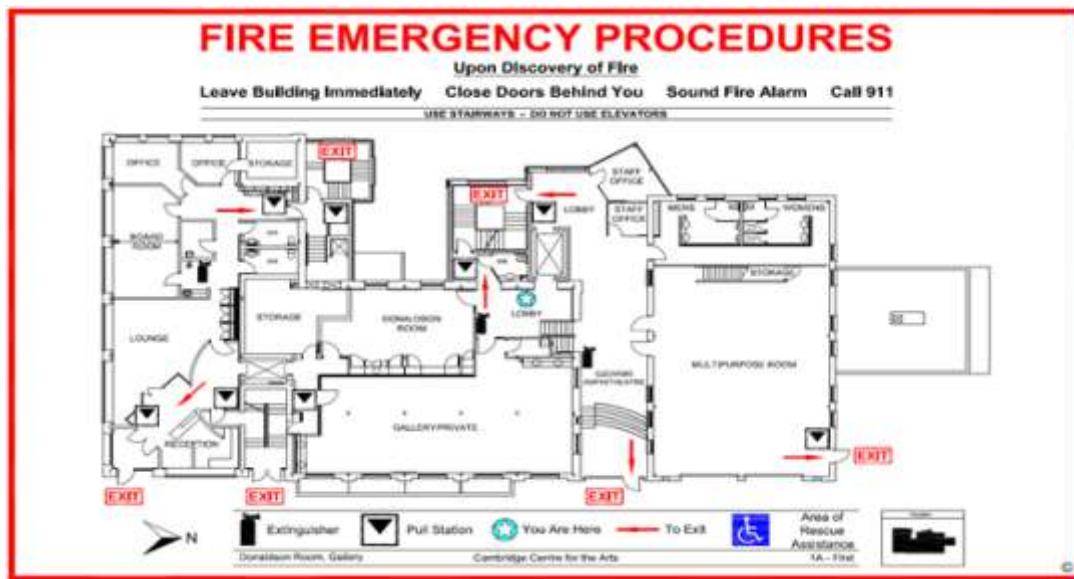 FIRE EMERGENCY PROCEDURES
Upon Discovery of Fire
Leave Building Immediately Close Doors Behind You Sound Fire Alarm Call 911
USE STAIRWAYS - DO NOT USE ELEVATORS
EXIT
OFFICE OFFICE STORAGE
STAFF OFFICE
EXIT
LOBBY
STAFF OFFICE
MENS WOMENS
BOARD ROOM
STORAGE
STORAGE
DONALDSON ROOM
LOBBY
LOUNGE
MULTIPURPOSE ROOM
AMPHITHEATRE
GALLERY/PRIVATE
RECEPTION
EXIT
EXIT EXIT EXIT
N
Extinguisher Pull Station You Are Here To Exit Area of Rescue Assistance
Donaldson Room, Gallery Cambridge Centre for the Arts 1A - First
©